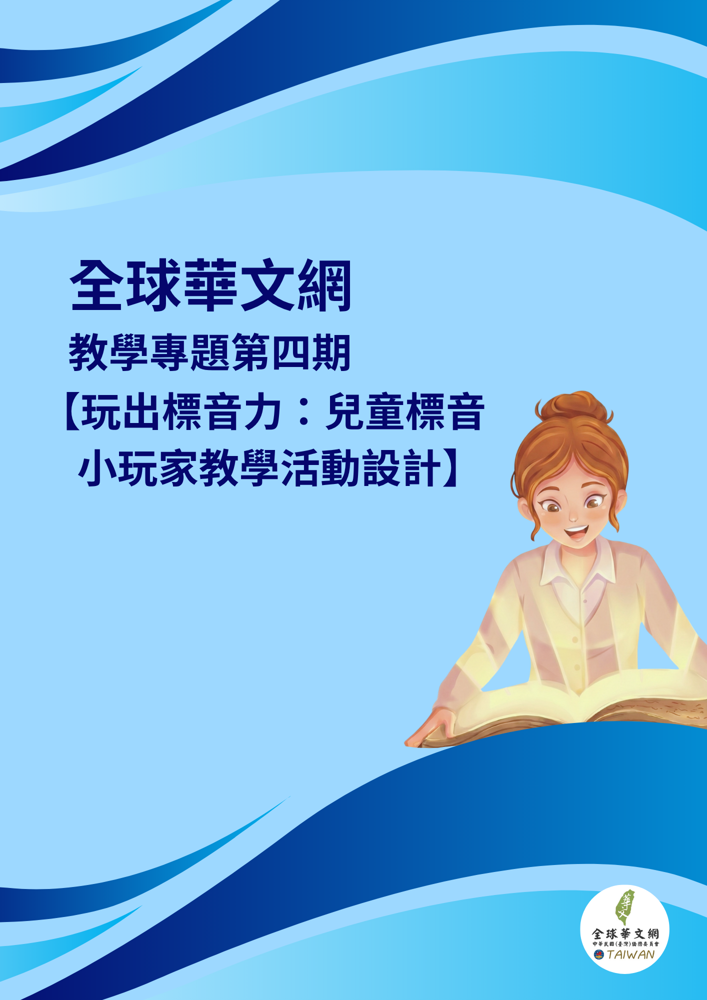 全球華文網
教學專題第四期
【玩出標音力：兒童標音
小玩家教學活動設計】
華文
全球華文網
中華民國(臺灣)僑務委員會
TAIWAN